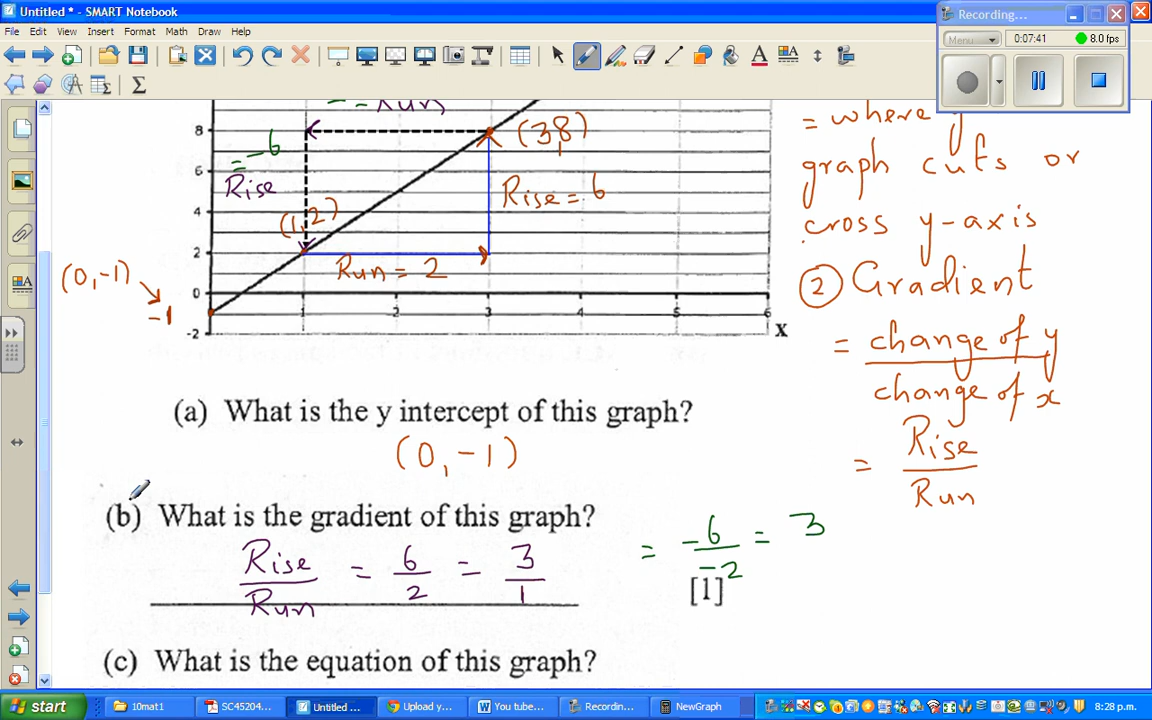 Untitled * - SMART Notebook
File Edit View Insert Format Math Draw Help
Recording...
Menu 0:07:41 8.0 fps
Run
8
(3,8)
= -6
Rise
6
Rise = 6
4
(1,2)
2
Run = 2
(0, -1)
0
-1
1 2 3 4 5 6
-2
x
= where
graph cuts or
cross y-axis
② Gradient
= change of y
change of x
= Rise
Run
(a) What is the y intercept of this graph?
(0, -1)
(b) What is the gradient of this graph?
Rise/Run = 6/2 = 3/1
= -6/-2 = 3
[1]
(c) What is the equation of this graph?
start 10mat1 SC45204... Untitled ... Upload y... You tube... Recordin... NewGraph 8:28 p.m.